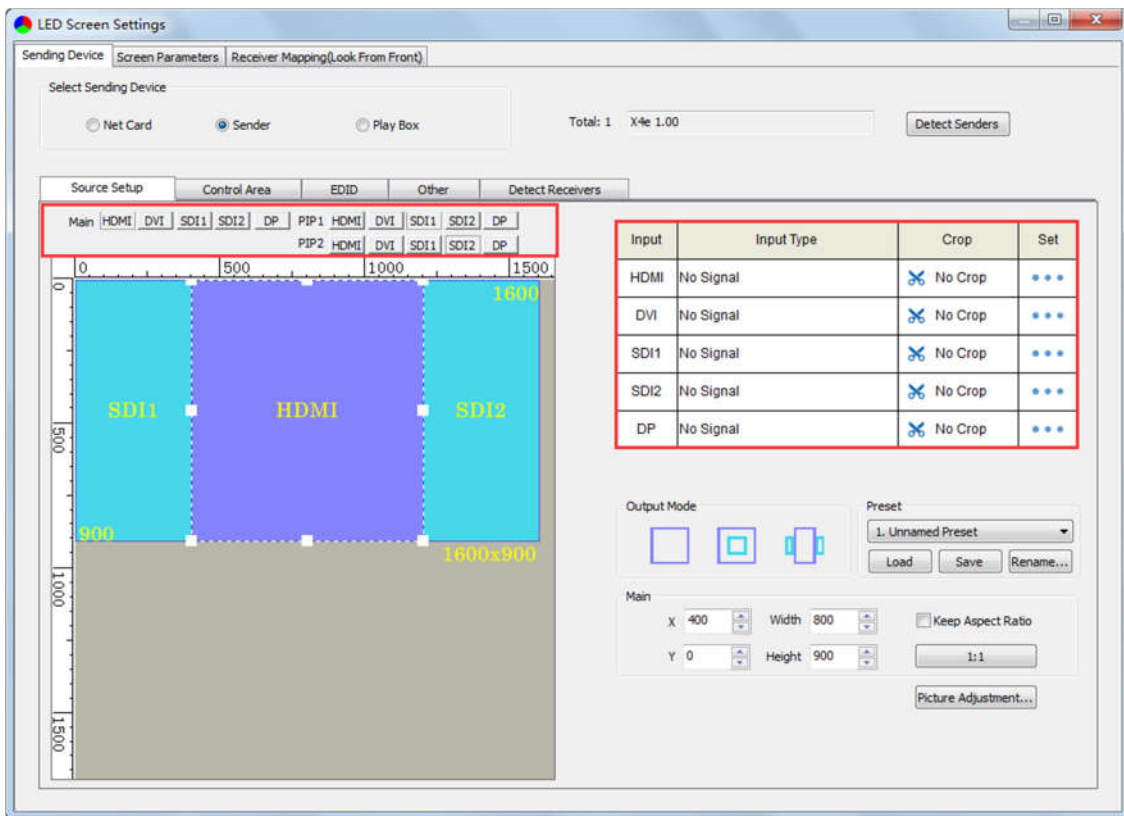 LED Screen Settings
Sending Device Screen Parameters Receiver Mapping(Look From Front)
Select Sending Device
Net Card Sender Play Box
Total: 1 X4e 1.00 Detect Senders
Source Setup Control Area EDID Other Detect Receivers
Main HDMI DVI SDI1 SDI2 DP PIP1 HDMI DVI SDI1 SDI2 DP
PIP2 HDMI DVI SDI1 SDI2 DP
0 500 1000 1500
0
500
1000
1500
1600
SDI1 HDMI SDI2
900
1600x900
Input Input Type Crop Set
HDMI No Signal No Crop
DVI No Signal No Crop
SDI1 No Signal No Crop
SDI2 No Signal No Crop
DP No Signal No Crop
Output Mode
Preset
1. Unnamed Preset
Load Save Rename...
Main
X 400 Width 800 Keep Aspect Ratio
Y 0 Height 900 1:1
Picture Adjustment...